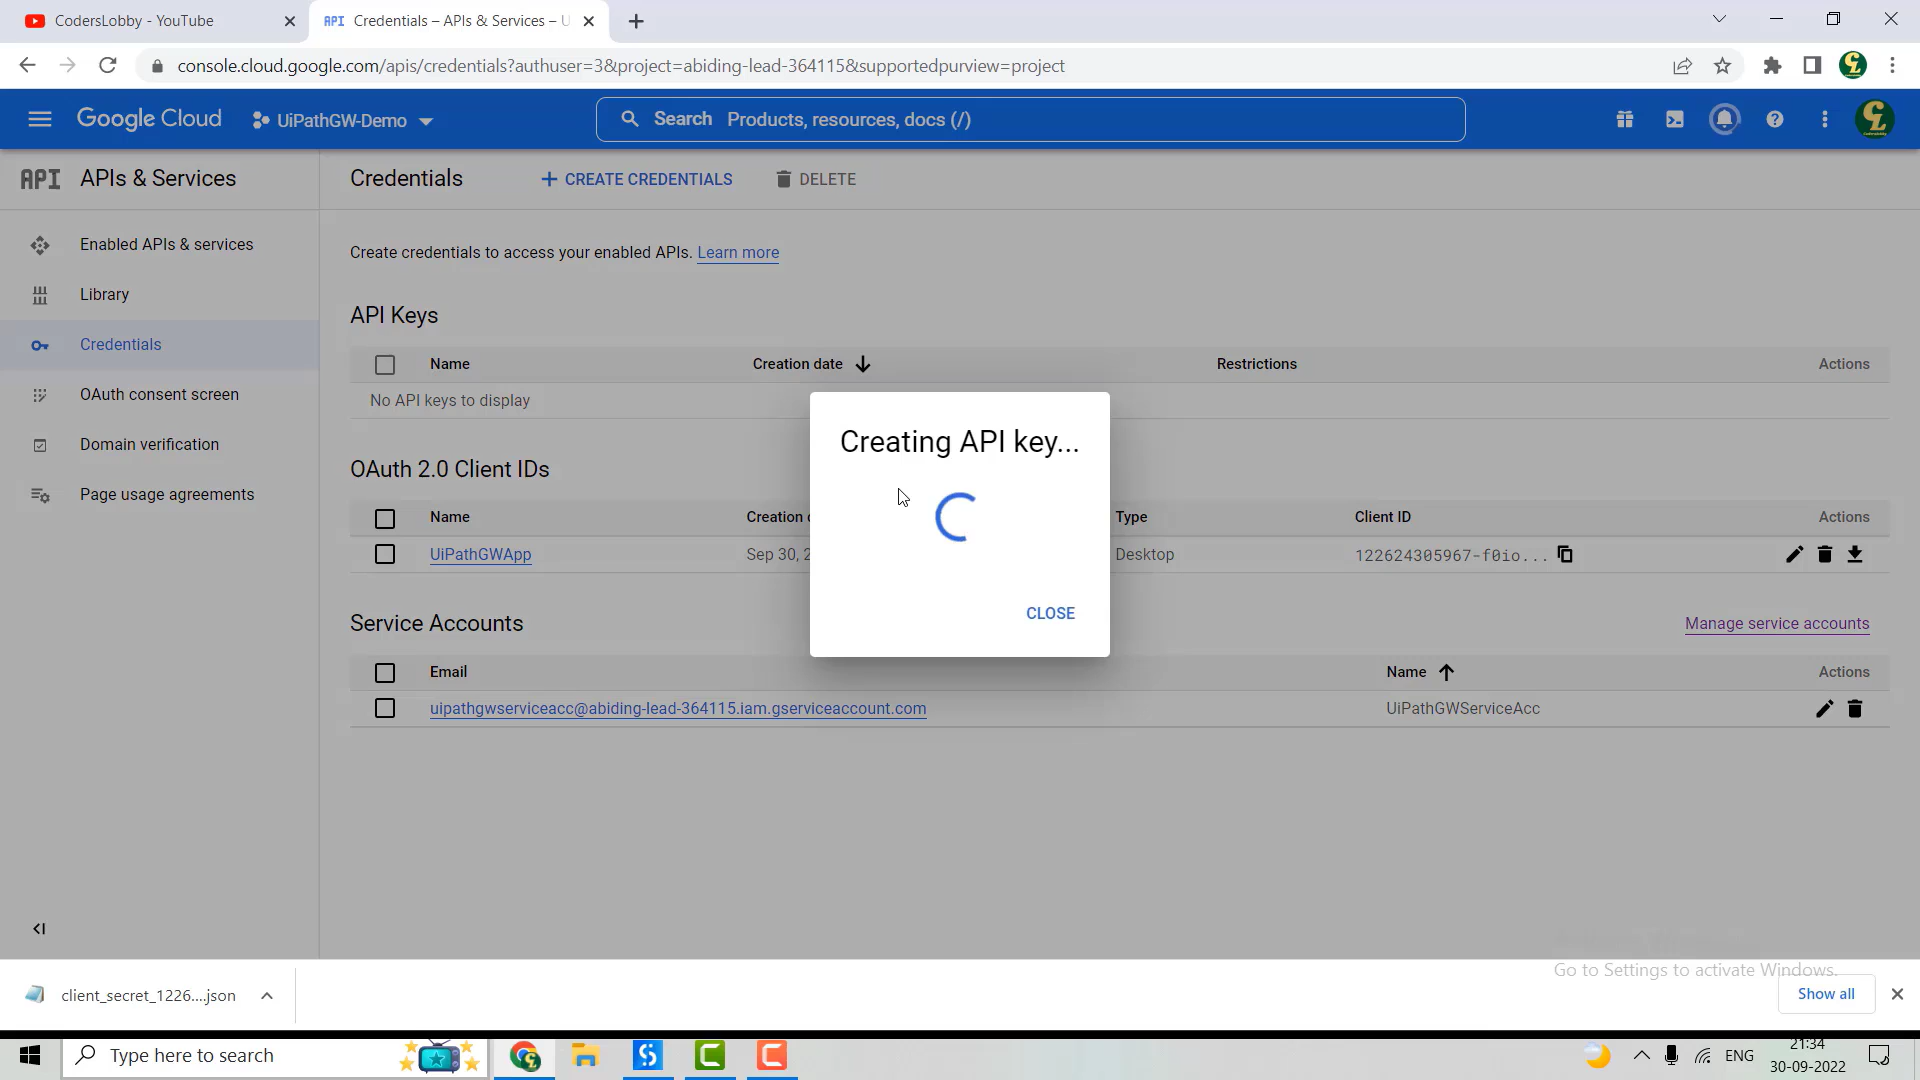 CodersLobby - YouTube
API Credentials – APIs & Services – U
console.cloud.google.com/apis/credentials?authuser=3&project=abiding-lead-364115&supportedpurview=project
Google Cloud
UiPathGW-Demo
Search Products, resources, docs (/)
API APIs & Services
Credentials
CREATE CREDENTIALS
DELETE
Enabled APIs & services
Library
Credentials
OAuth consent screen
Domain verification
Page usage agreements
Create credentials to access your enabled APIs. Learn more
API Keys
Name Creation date Restrictions Actions
No API keys to display
Creating API key...
CLOSE
OAuth 2.0 Client IDs
Name Creation Type Client ID Actions
UiPathGWApp Sep 30, 2 Desktop 122624305967-f0io...
Service Accounts
Manage service accounts
Email Name Actions
uipathgwserviceacc@abiding-lead-364115.iam.gserviceaccount.com UiPathGWServiceAcc
Go to Settings to activate Windows.
client_secret_1226....json
Show all
Type here to search
ENG
21:34
30-09-2022